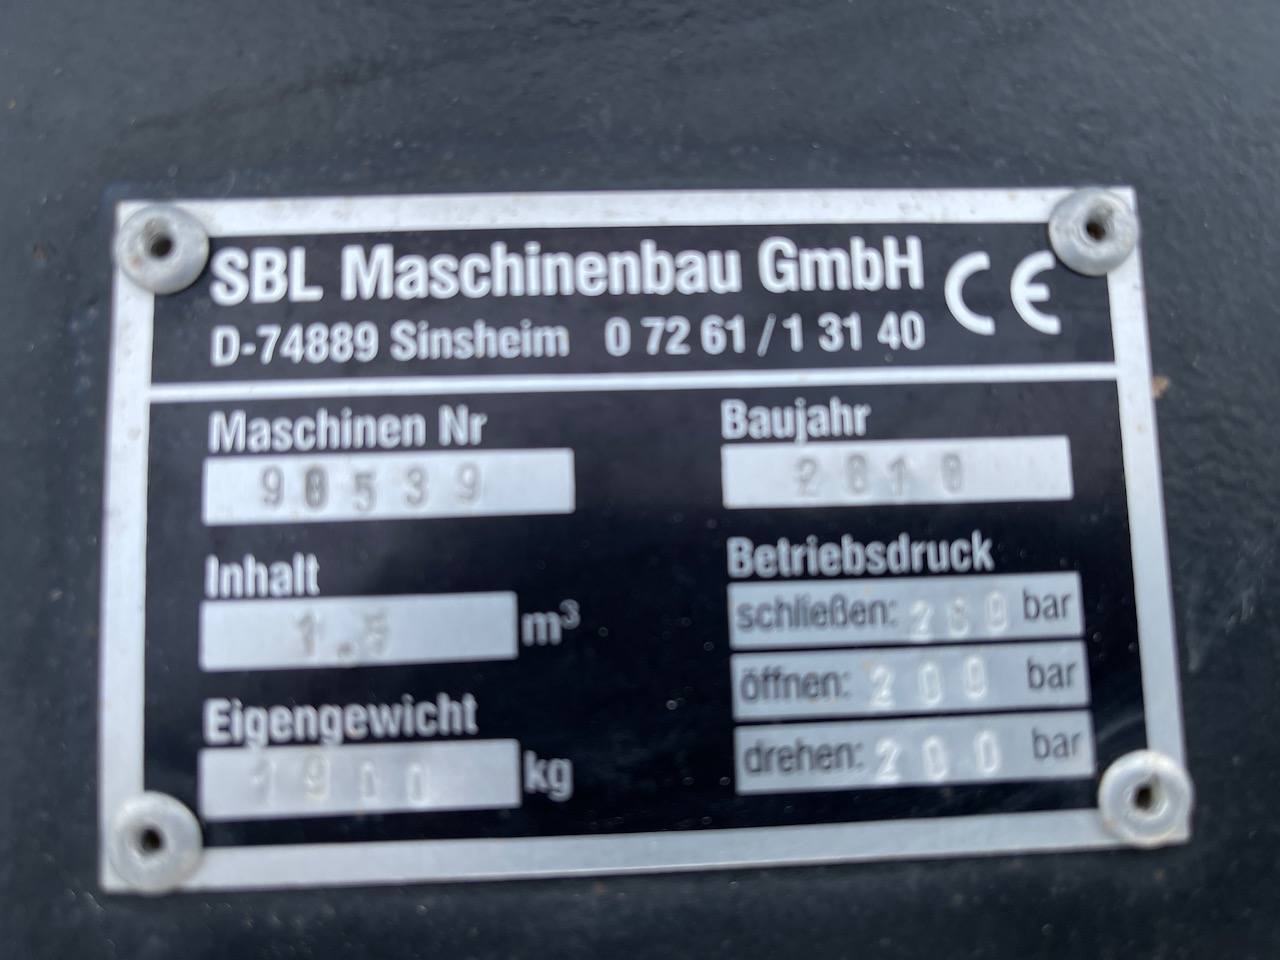 SBL Maschinenbau GmbH CE
D-74889 Sinsheim 0 72 61 / 1 31 40
Maschinen Nr
90539
Baujahr
2010
Inhalt
1.5 m³
Eigengewicht
1900 kg
Betriebsdruck
schließen: bar
öffnen: 200 bar
drehen: 200 bar